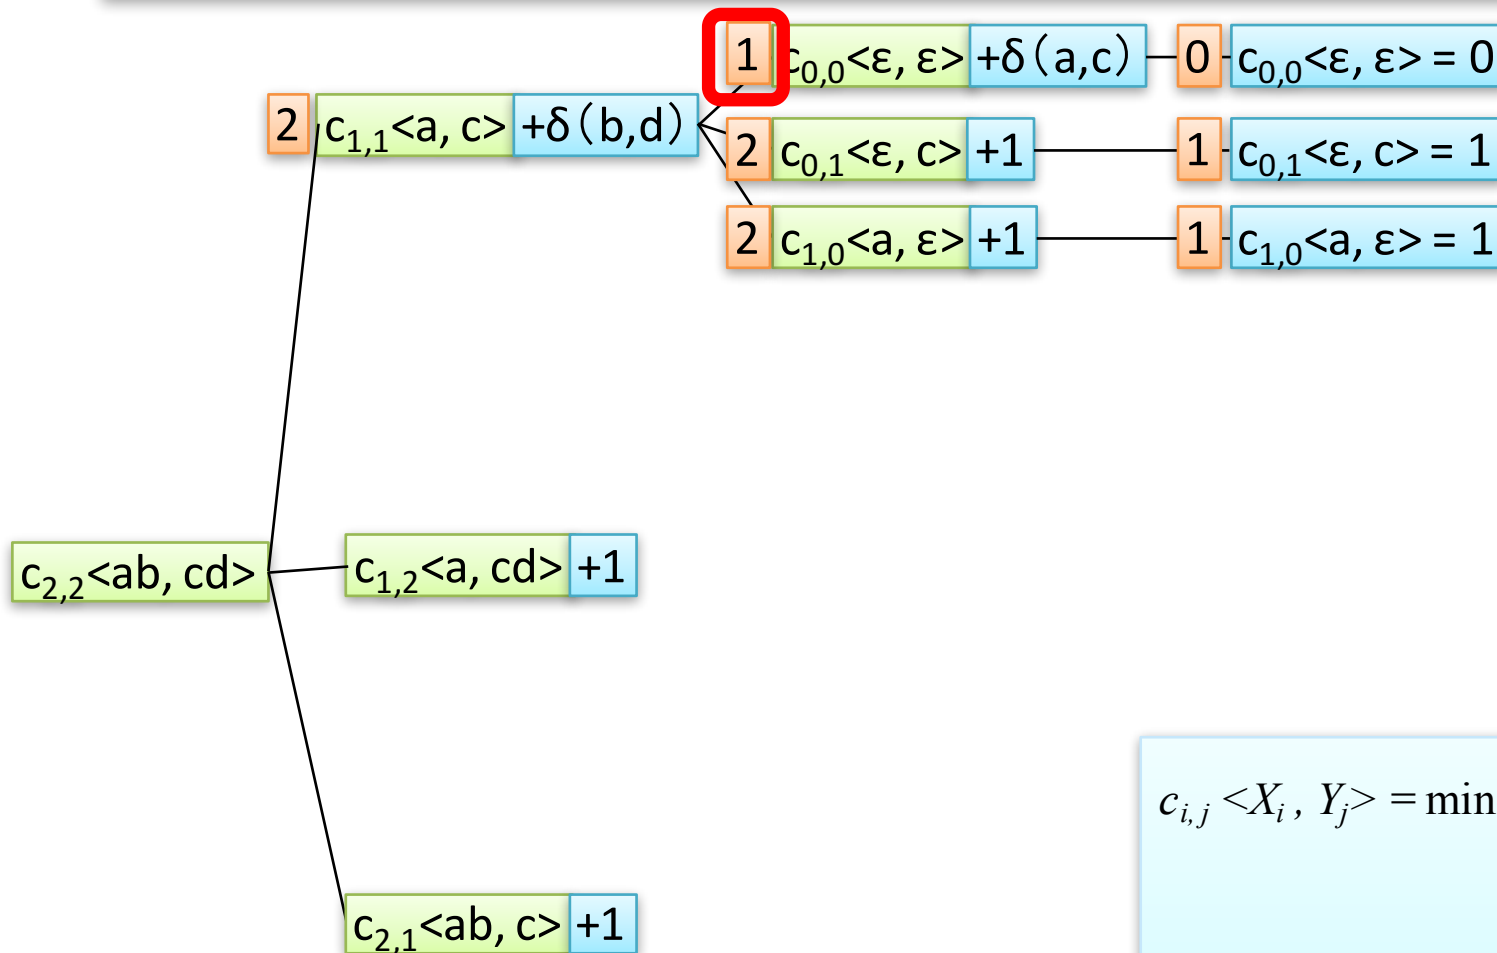 1 c0,0<ε, ε> +δ（a,c） 0 c0,0<ε, ε> = 0
2 c1,1<a, c> +δ（b,d）
2 c0,1<ε, c> +1 1 c0,1<ε, c> = 1
2 c1,0<a, ε> +1 1 c1,0<a, ε> = 1
c2,2<ab, cd> c1,2<a, cd> +1
ci,j <Xi , Yj> = min
c2,1<ab, c> +1